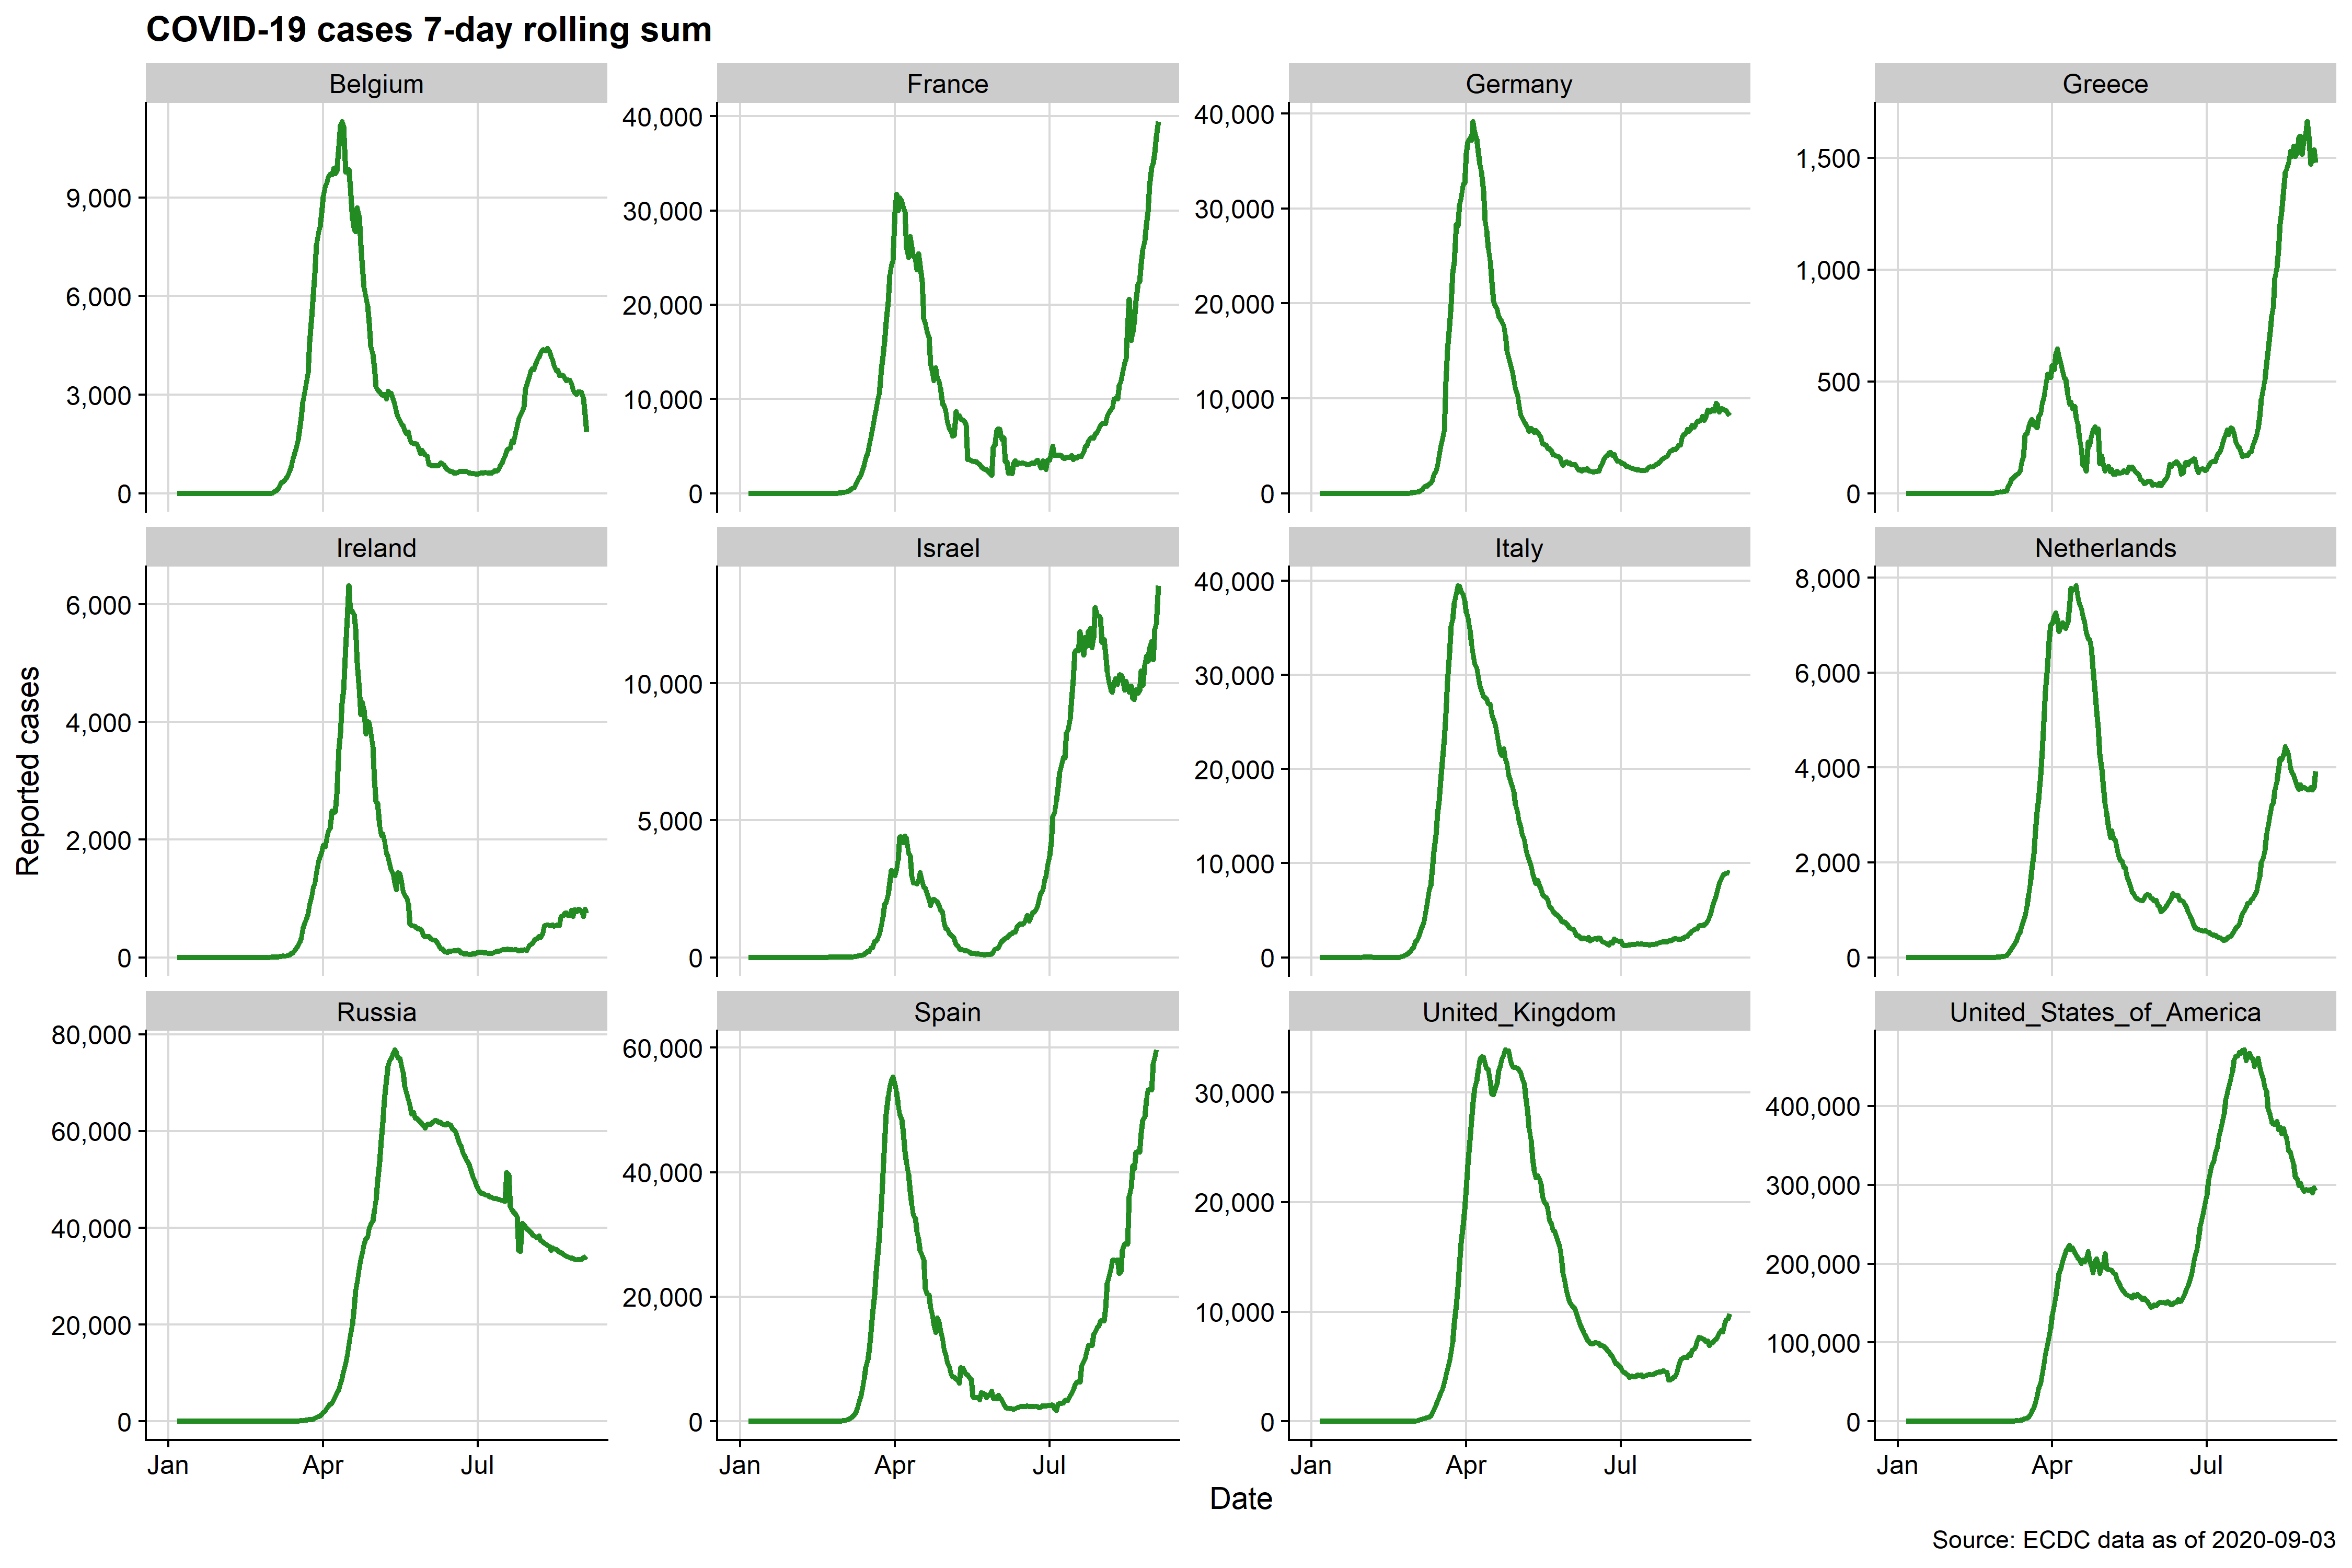 COVID-19 cases 7-day rolling sum
Belgium
France
Germany
Greece
9,000
6,000
3,000
0
40,000
30,000
20,000
10,000
0
40,000
30,000
20,000
10,000
0
1,500
1,000
500
0
Ireland
Israel
Italy
Netherlands
6,000
4,000
2,000
0
10,000
5,000
0
40,000
30,000
20,000
10,000
0
8,000
6,000
4,000
2,000
0
Reported cases
Russia
Spain
United_Kingdom
United_States_of_America
80,000
60,000
40,000
20,000
0
60,000
40,000
20,000
0
30,000
20,000
10,000
0
400,000
300,000
200,000
100,000
0
Jan Apr Jul
Jan Apr Jul
Jan Apr Jul
Jan Apr Jul
Date
Source: ECDC data as of 2020-09-03